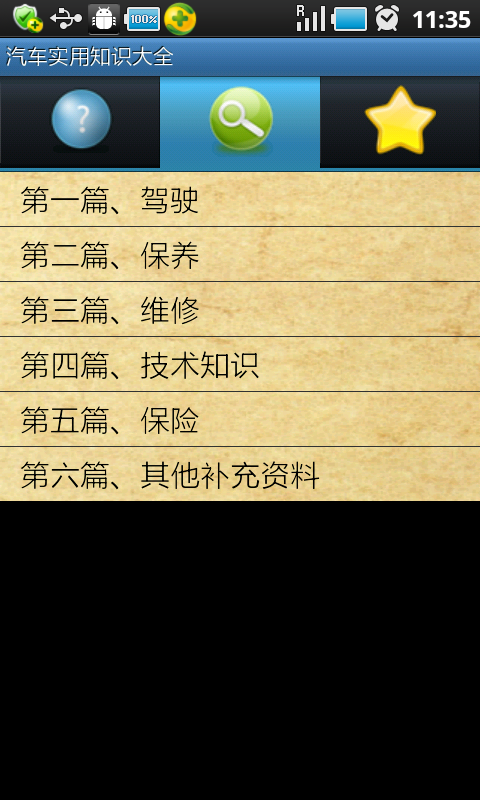 100%
R
11:35
汽车实用知识大全
?
第一篇、驾驶
第二篇、保养
第三篇、维修
第四篇、技术知识
第五篇、保险
第六篇、其他补充资料